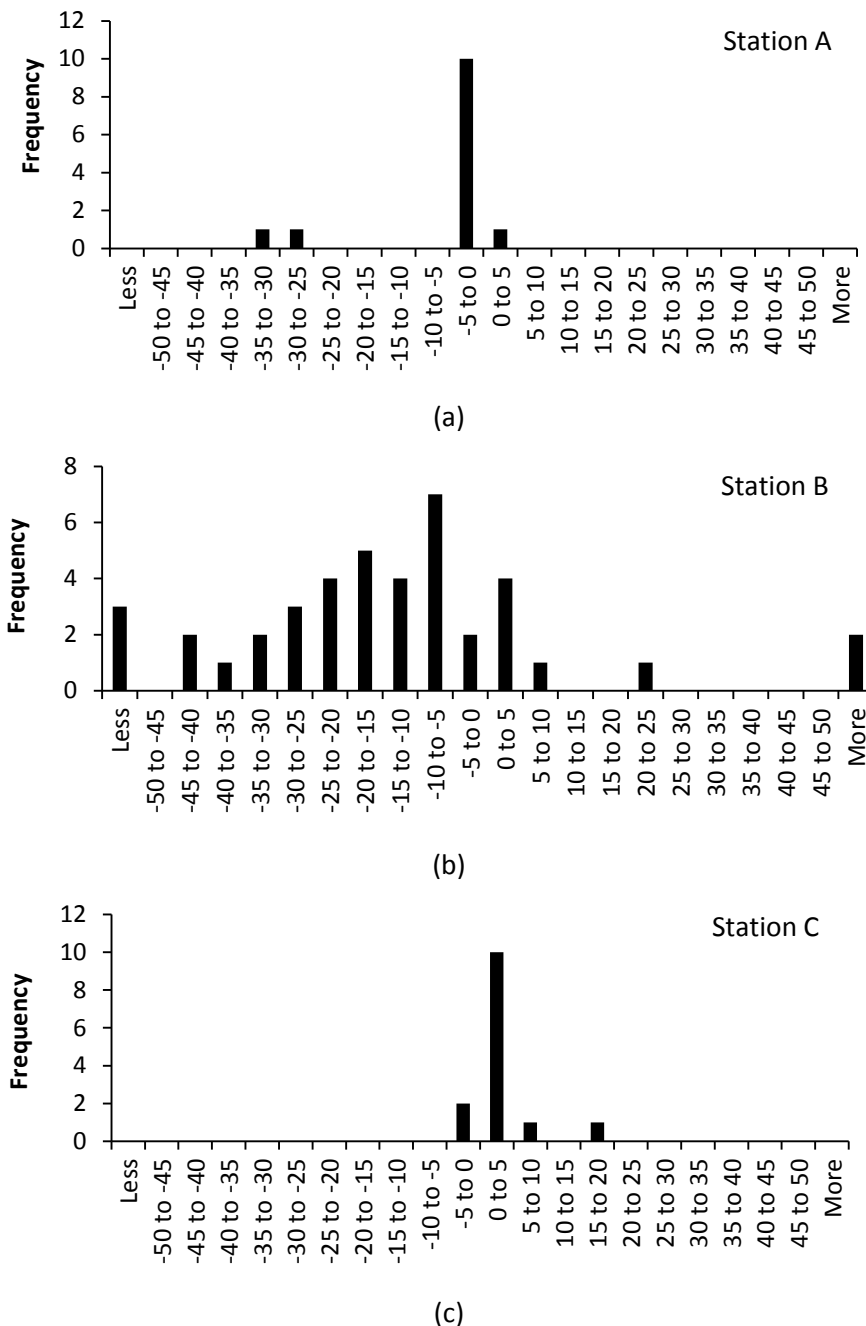 Station A
Frequency
12
10
8
6
4
2
0
Less
-50 to -45
-45 to -40
-40 to -35
-35 to -30
-30 to -25
-25 to -20
-20 to -15
-15 to -10
-10 to -5
-5 to 0
0 to 5
5 to 10
10 to 15
15 to 20
20 to 25
25 to 30
30 to 35
35 to 40
40 to 45
45 to 50
More
(a)
Station B
Frequency
8
6
4
2
0
Less
-50 to -45
-45 to -40
-40 to -35
-35 to -30
-30 to -25
-25 to -20
-20 to -15
-15 to -10
-10 to -5
-5 to 0
0 to 5
5 to 10
10 to 15
15 to 20
20 to 25
25 to 30
30 to 35
35 to 40
40 to 45
45 to 50
More
(b)
Station C
Frequency
12
10
8
6
4
2
0
Less
-50 to -45
-45 to -40
-40 to -35
-35 to -30
-30 to -25
-25 to -20
-20 to -15
-15 to -10
-10 to -5
-5 to 0
0 to 5
5 to 10
10 to 15
15 to 20
20 to 25
25 to 30
30 to 35
35 to 40
40 to 45
45 to 50
More
(c)